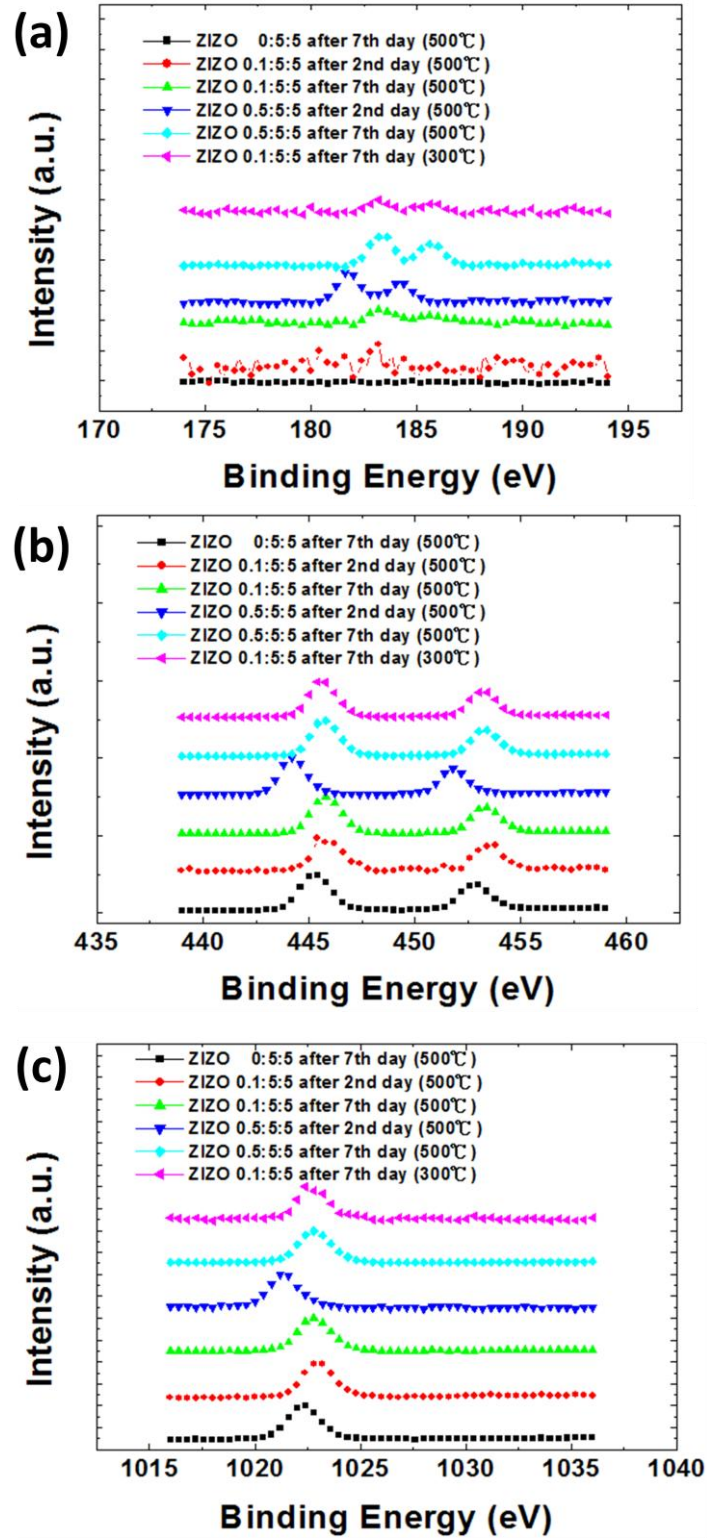 (a)
ZIZO 0:5:5 after 7th day (500℃)
ZIZO 0.1:5:5 after 2nd day (500℃)
ZIZO 0.1:5:5 after 7th day (500℃)
ZIZO 0.5:5:5 after 2nd day (500℃)
ZIZO 0.5:5:5 after 7th day (500℃)
ZIZO 0.1:5:5 after 7th day (300℃)
Intensity (a.u.)
170 175 180 185 190 195
Binding Energy (eV)
(b)
ZIZO 0:5:5 after 7th day (500℃)
ZIZO 0.1:5:5 after 2nd day (500℃)
ZIZO 0.1:5:5 after 7th day (500℃)
ZIZO 0.5:5:5 after 2nd day (500℃)
ZIZO 0.5:5:5 after 7th day (500℃)
ZIZO 0.1:5:5 after 7th day (300℃)
Intensity (a.u.)
435 440 445 450 455 460
Binding Energy (eV)
(c)
ZIZO 0:5:5 after 7th day (500℃)
ZIZO 0.1:5:5 after 2nd day (500℃)
ZIZO 0.1:5:5 after 7th day (500℃)
ZIZO 0.5:5:5 after 2nd day (500℃)
ZIZO 0.5:5:5 after 7th day (500℃)
ZIZO 0.1:5:5 after 7th day (300℃)
Intensity (a.u.)
1015 1020 1025 1030 1035 1040
Binding Energy (eV)